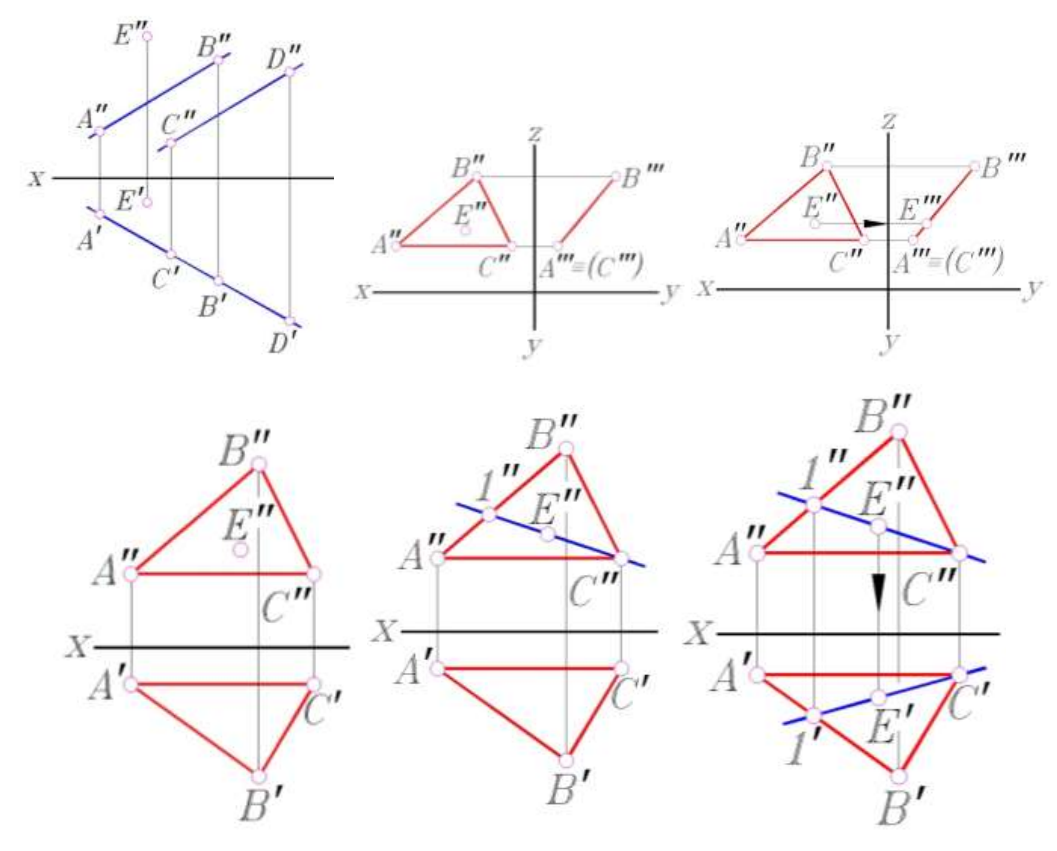 E″
B″
D″
A″
C″
x
E′
A′
C′
B′
D′
z
B″
B‴
E″
A″
C″ A‴≡(C‴)
x
y
y
z
B″
B‴
E″
E‴
A″
C″ A‴≡(C‴)
x
y
y
B″
E″
A″
C″
x
A′
C′
B′
B″
1″
E″
A″
C″
x
A′
C′
B′
B″
1″
E″
A″
C″
x
A′
C′
1′
E′
B′